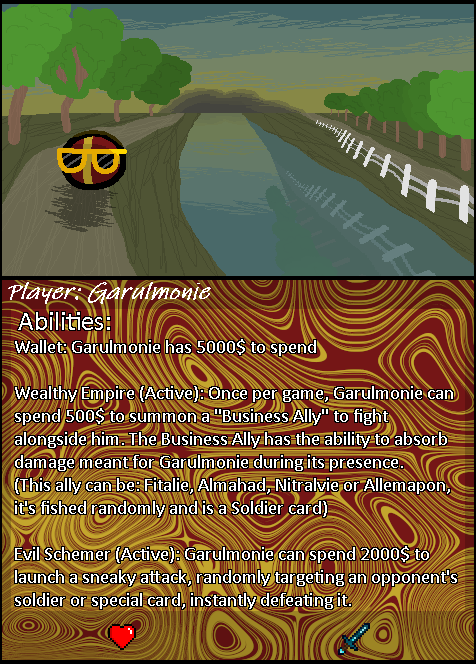 Player: Garulmonie
Abilities:
Wallet: Garulmonie has 5000$ to spend
Wealthy Empire (Active): Once per game, Garulmonie can
spend 500$ to summon a "Business Ally" to fight
alongside him. The Business Ally has the ability to absorb
damage meant for Garulmonie during its presence.
(This ally can be: Fitalie, Almahad, Nitralvie or Allemapon,
it's fished randomly and is a Soldier card)
Evil Schemer (Active): Garulmonie can spend 2000$ to
launch a sneaky attack, randomly targeting an opponent's
soldier or special card, instantly defeating it.